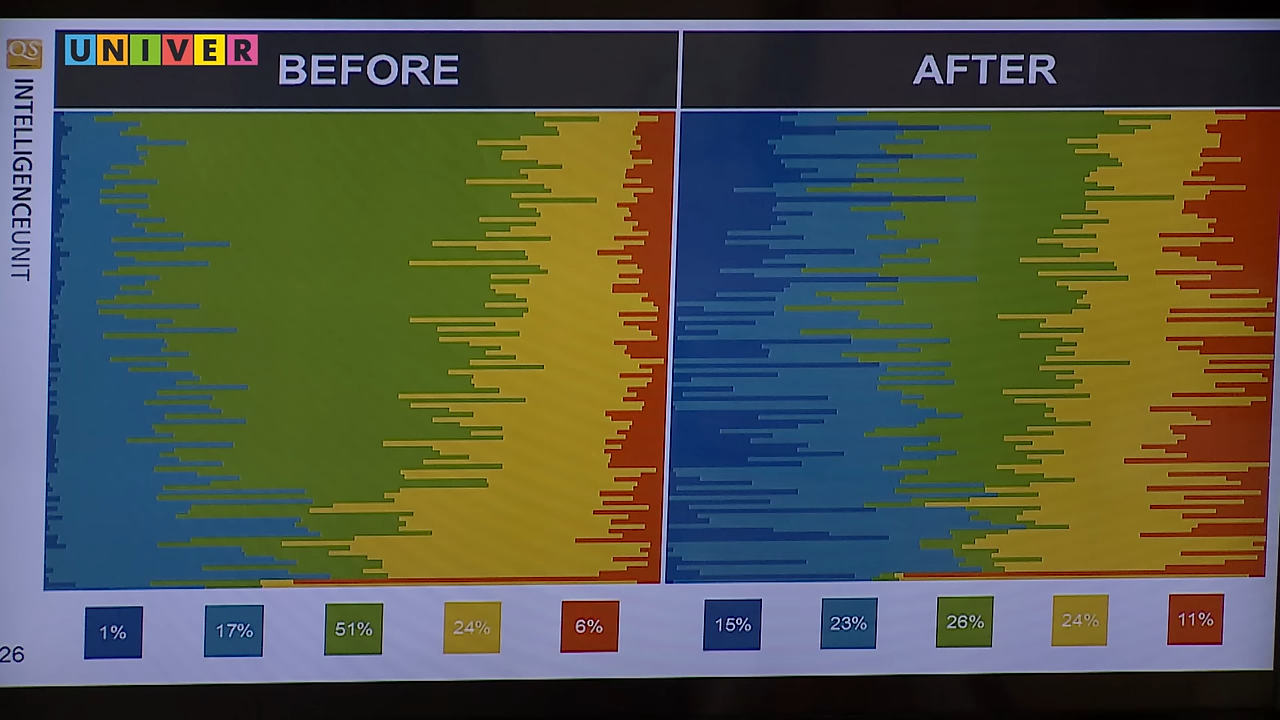 QS
INTELLIGENCEUNIT
UNIVER
BEFORE
AFTER
1% 17% 51% 24% 6%
15% 23% 26% 24% 11%
26